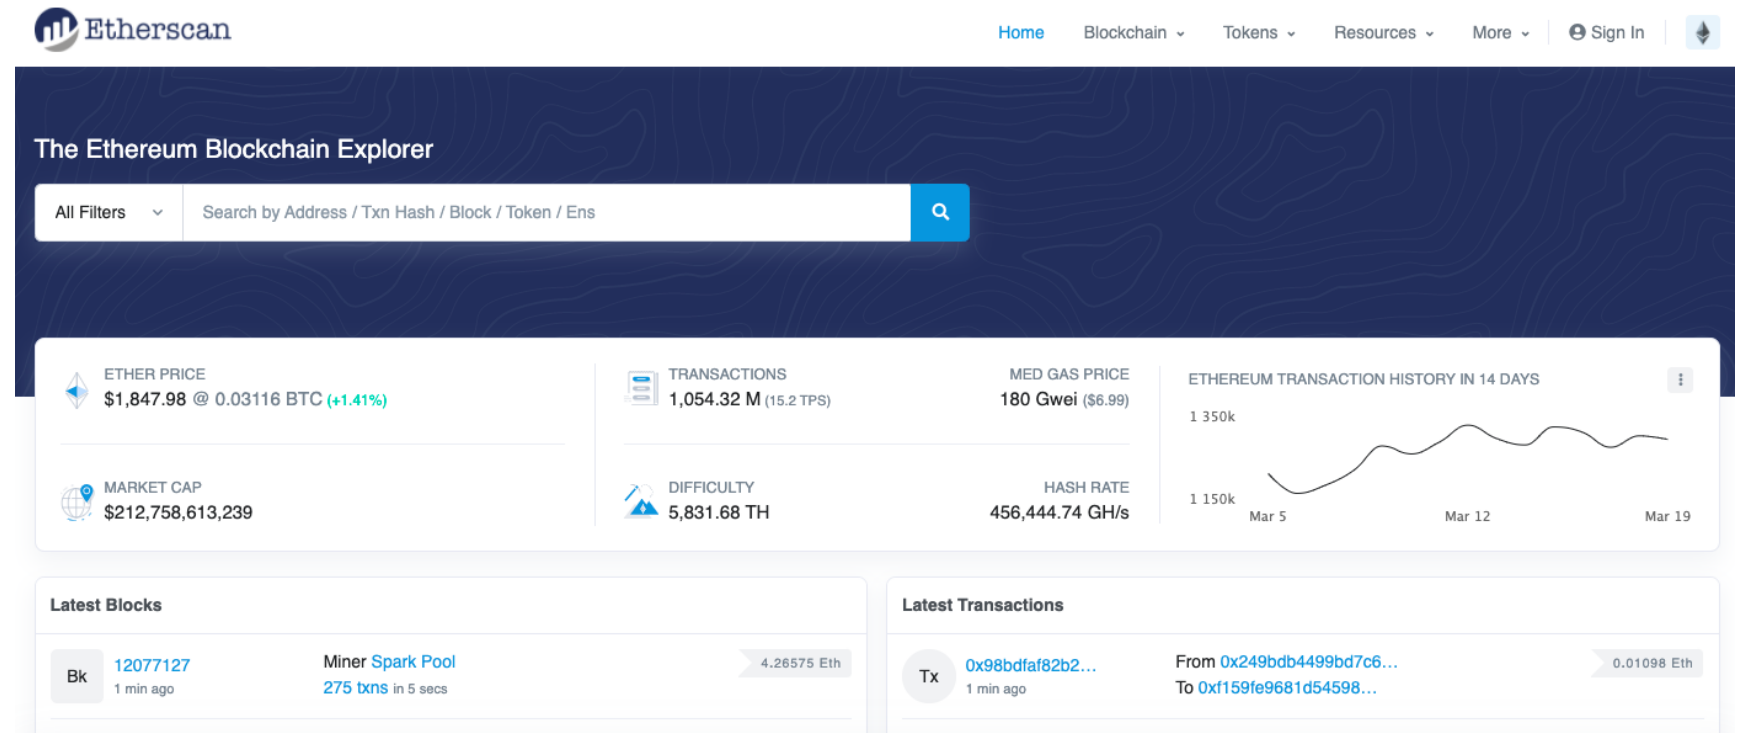 Etherscan
Home Blockchain Tokens Resources More Sign In
The Ethereum Blockchain Explorer
All Filters Search by Address / Txn Hash / Block / Token / Ens
ETHER PRICE
$1,847.98 @ 0.03116 BTC (+1.41%)
MARKET CAP
$212,758,613,239
TRANSACTIONS
1,054.32 M (15.2 TPS)
MED GAS PRICE
180 Gwei ($6.99)
DIFFICULTY
5,831.68 TH
HASH RATE
456,444.74 GH/s
ETHEREUM TRANSACTION HISTORY IN 14 DAYS
1 350k
1 150k
Mar 5 Mar 12 Mar 19
Latest Blocks
Bk
12077127
1 min ago
Miner Spark Pool
275 txns in 5 secs
4.26575 Eth
Latest Transactions
Tx
0x98bdfaf82b2...
1 min ago
From 0x249bdb4499bd7c6...
To 0xf159fe9681d54598...
0.01098 Eth